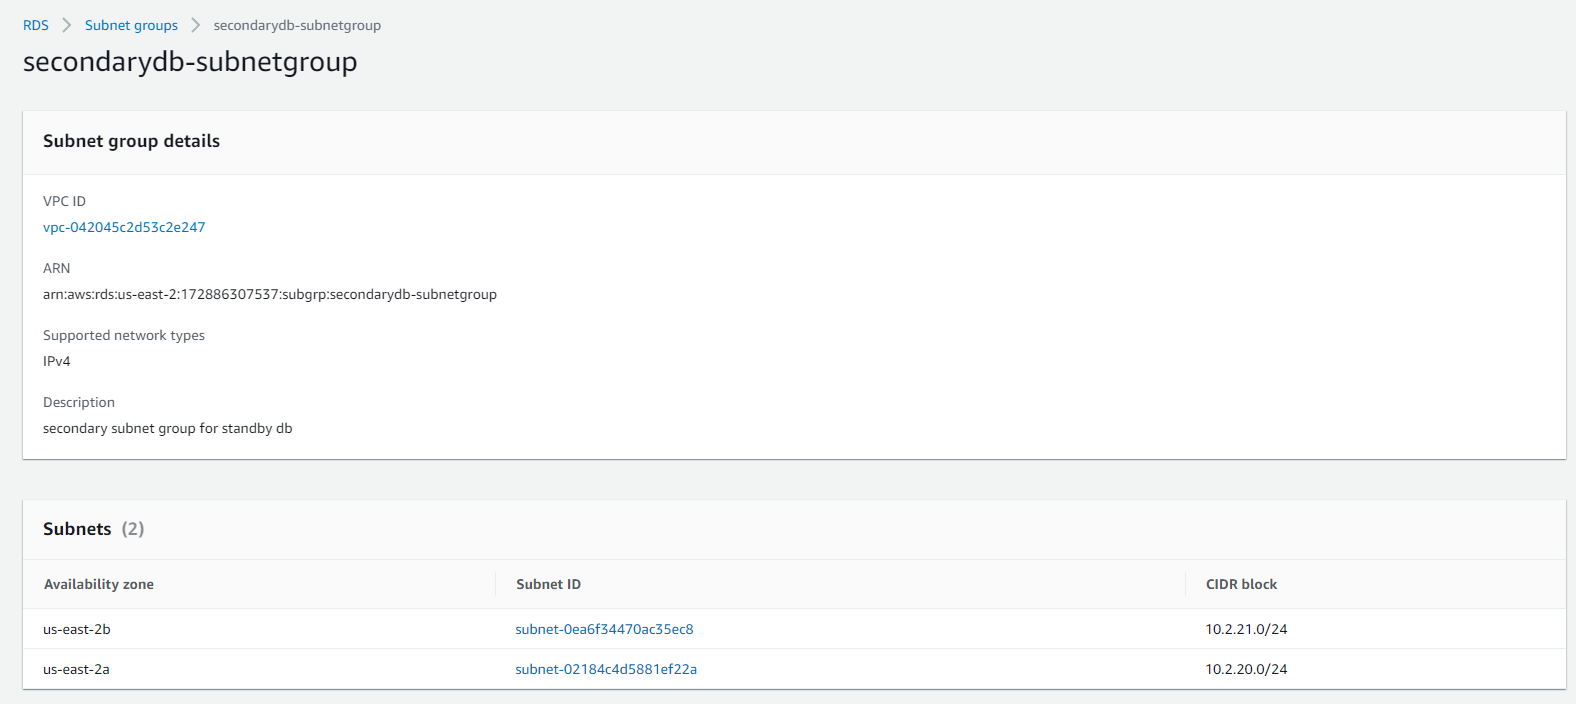 RDS > Subnet groups > secondarydb-subnetgroup
secondarydb-subnetgroup
Subnet group details
VPC ID
vpc-042045c2d53c2e247
ARN
arn:aws:rds:us-east-2:172886307537:subgrp:secondarydb-subnetgroup
Supported network types
IPv4
Description
secondary subnet group for standby db
Subnets (2)
Availability zone Subnet ID CIDR block
us-east-2b subnet-0ea6f34470ac35ec8 10.2.21.0/24
us-east-2a subnet-02184c4d5881ef22a 10.2.20.0/24